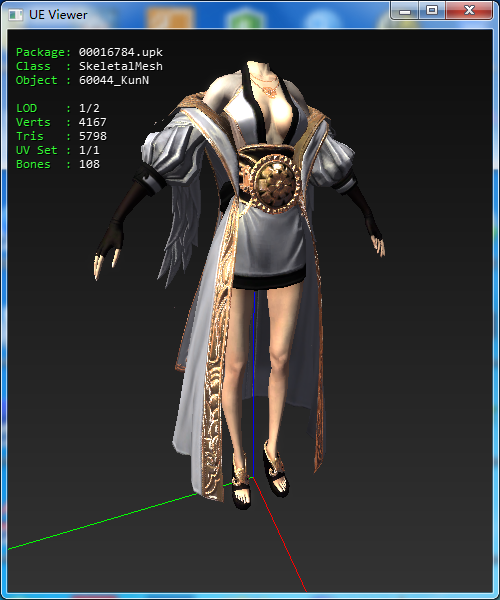 UE Viewer
Package: 00016784.upk
Class : SkeletalMesh
Object : 60044_KunN
LOD : 1/2
Verts : 4167
Tris : 5798
UV Set : 1/1
Bones : 108